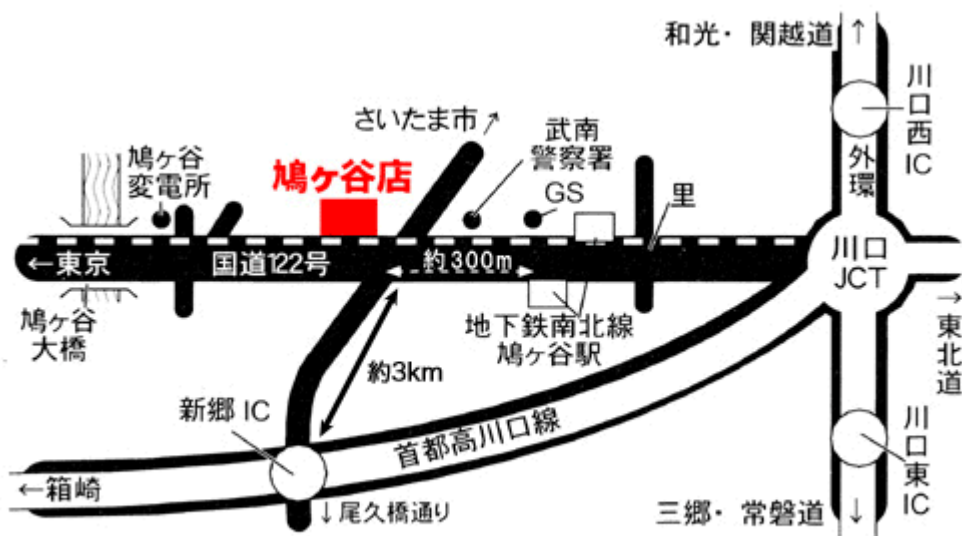 和光・関越道↑
川口西IC
外環
さいたま市↗
武南
警察署
GS
里
鳩ヶ谷
変電所
鳩ヶ谷店
←東京
国道122号
約300m
川口
JCT
→東北道
鳩ヶ谷
大橋
地下鉄南北線
鳩ヶ谷駅
約3km
新郷IC
首都高川口線
川口東IC
←箱崎
↓尾久橋通り
三郷・常磐道↓